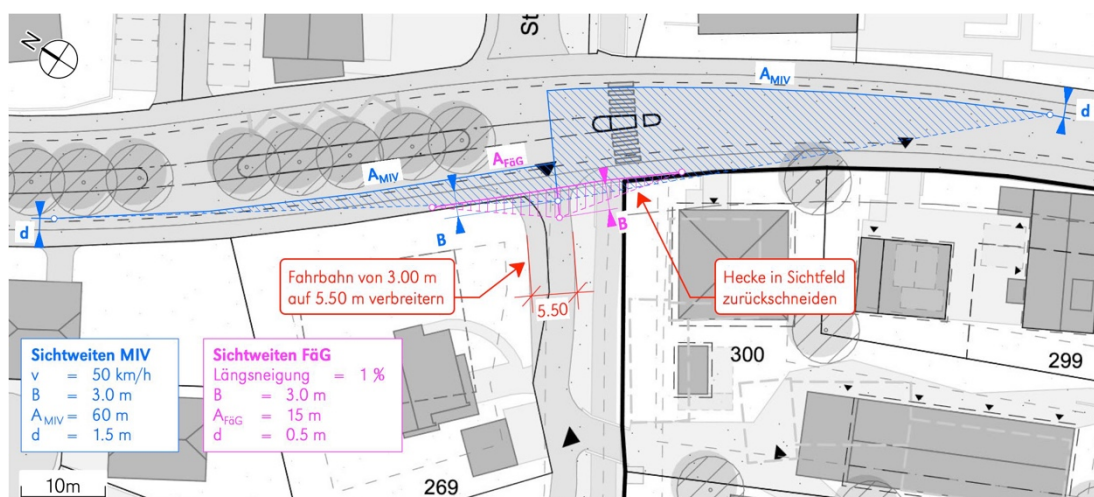 N
St
A_MIV
d
A_FäG
A_MIV
B
B
d
Fahrbahn von 3.00 m
auf 5.50 m verbreitern
Hecke in Sichtfeld
zurückschneiden
5.50
Sichtweiten MIV
v = 50 km/h
B = 3.0 m
A_MIV = 60 m
d = 1.5 m
Sichtweiten FäG
Längsneigung = 1 %
B = 3.0 m
A_FäG = 15 m
d = 0.5 m
300
299
269
10m